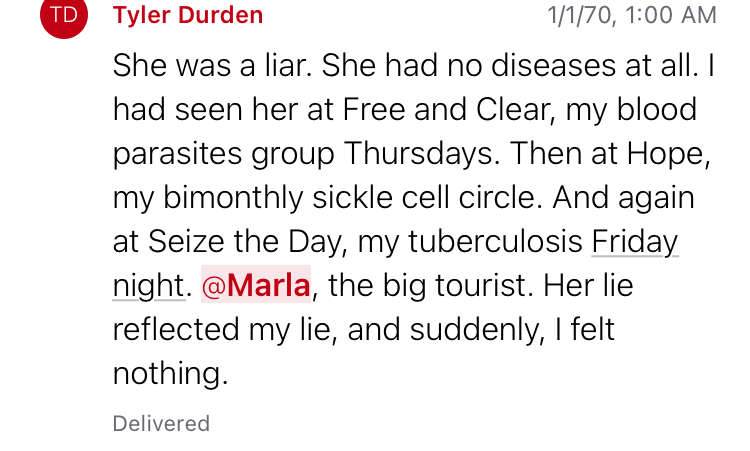 TD
Tyler Durden
1/1/70, 1:00 AM
She was a liar. She had no diseases at all. I
had seen her at Free and Clear, my blood
parasites group Thursdays. Then at Hope,
my bimonthly sickle cell circle. And again
at Seize the Day, my tuberculosis Friday
night. @Marla, the big tourist. Her lie
reflected my lie, and suddenly, I felt
nothing.
Delivered